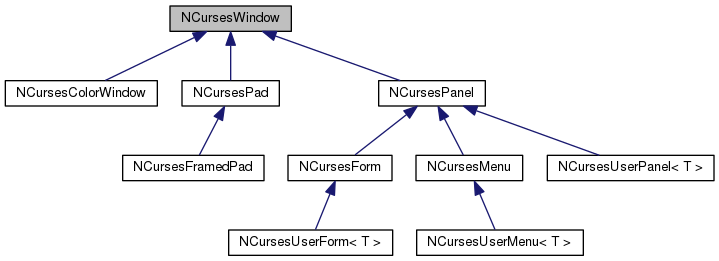 NCursesWindow
NCursesColorWindow
NCursesPad
NCursesPanel
NCursesFramedPad
NCursesForm
NCursesMenu
NCursesUserPanel< T >
NCursesUserForm< T >
NCursesUserMenu< T >